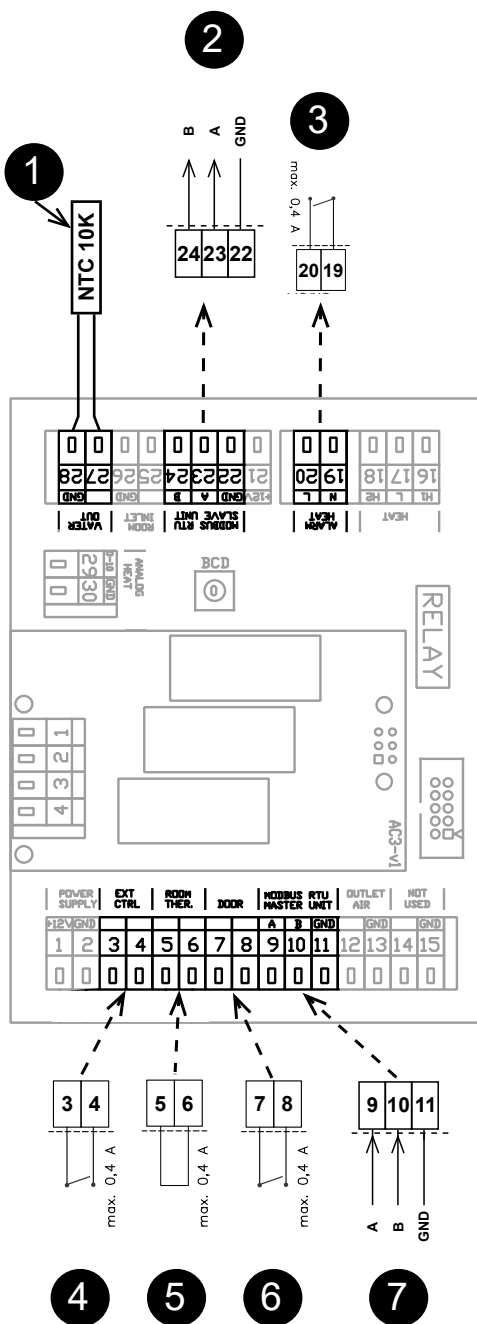 2
3
1
B A GND
max. 0,4 A
NTC 10K
24 23 22
20 19
28 27 26 25 24 23 22 21
20 19 18 17 16
GND GND B A GND +12V
L N H2 L H1
VATER OUT
ROOM INLET
MODBUS RTU SLAVE UNIT
ALARM HEAT
HEAT
29 30
0-10 GND
ANALOG HEAT
BCD
RELAY
1
2
3
4
AC3-v1
POWER SUPPLY
EXT CTRL
ROOM THER.
DOOR
MODBUS RTU MASTER UNIT
OUTLET AIR
NOT USED
+12V GND A B GND GND GND
1 2 3 4 5 6 7 8 9 10 11 12 13 14 15
3 4
5 6
7 8
9 10 11
max. 0,4 A
max. 0,4 A
max. 0,4 A
A B GND
4 5 6 7